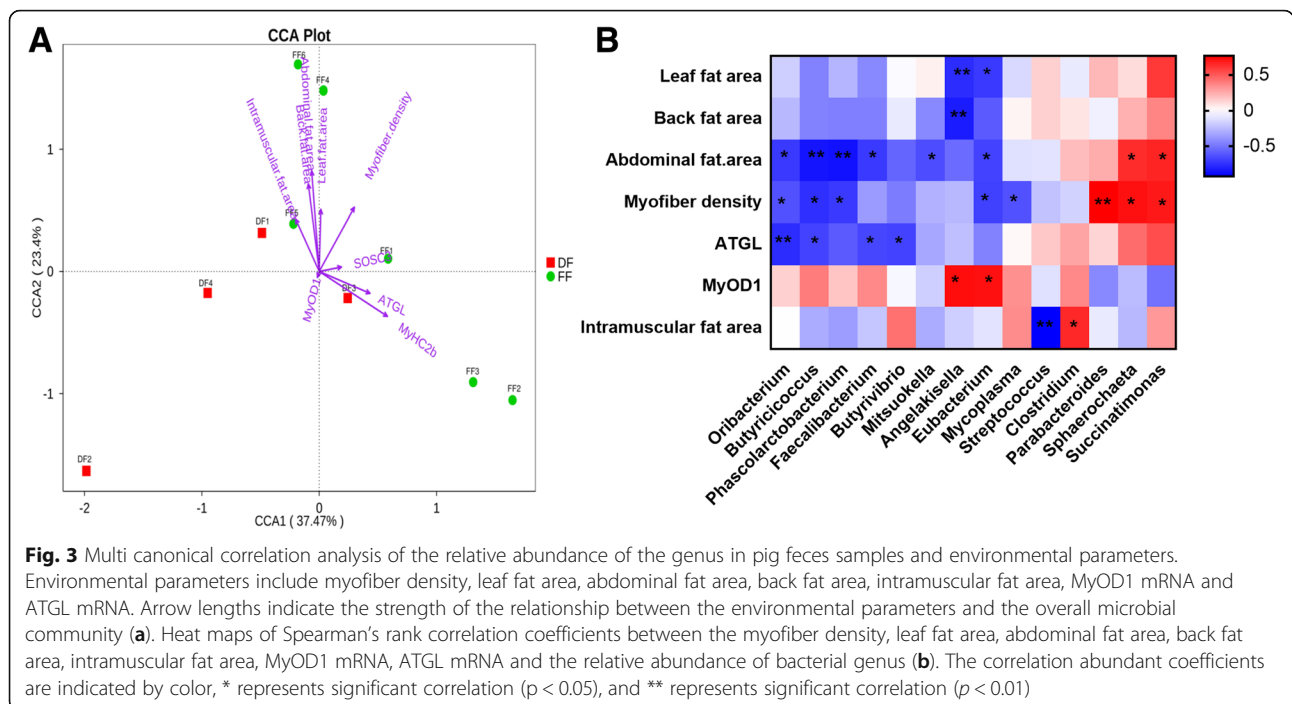 A
CCA Plot
FF6
FF4
Abdominal fat.area
Back.fat.area
Leaf.fat.area
Intramuscular.fat.area
Myofiber.density
FF5
DF1
FF1
SOSC
DF4
DF3
MyOD1
ATGL
MyHC2b
FF3
FF2
DF2
1
0
-1
CCA2 ( 23.4% )
-2
-1
0
1
CCA1 ( 37.47% )
DF
FF
B
Leaf fat area
** *
Back fat area
**
Abdominal fat.area
* ** ** * * * * *
Myofiber density
* * * * * ** * *
ATGL
** * * *
MyOD1
* *
Intramuscular fat area
** *
Oribacterium
Butyricicoccus
Phascolarctobacterium
Faecalibacterium
Butyrivibrio
Mitsuokella
Angelakisella
Eubacterium
Mycoplasma
Streptococcus
Clostridium
Parabacteroides
Sphaerochaeta
Succinatimonas
0.5
0
-0.5
Fig. 3 Multi canonical correlation analysis of the relative abundance of the genus in pig feces samples and environmental parameters.
Environmental parameters include myofiber density, leaf fat area, abdominal fat area, back fat area, intramuscular fat area, MyOD1 mRNA and
ATGL mRNA. Arrow lengths indicate the strength of the relationship between the environmental parameters and the overall microbial
community (a). Heat maps of Spearman's rank correlation coefficients between the myofiber density, leaf fat area, abdominal fat area, back fat
area, intramuscular fat area, MyOD1 mRNA, ATGL mRNA and the relative abundance of bacterial genus (b). The correlation abundant coefficients
are indicated by color, * represents significant correlation (p < 0.05), and ** represents significant correlation (p < 0.01)